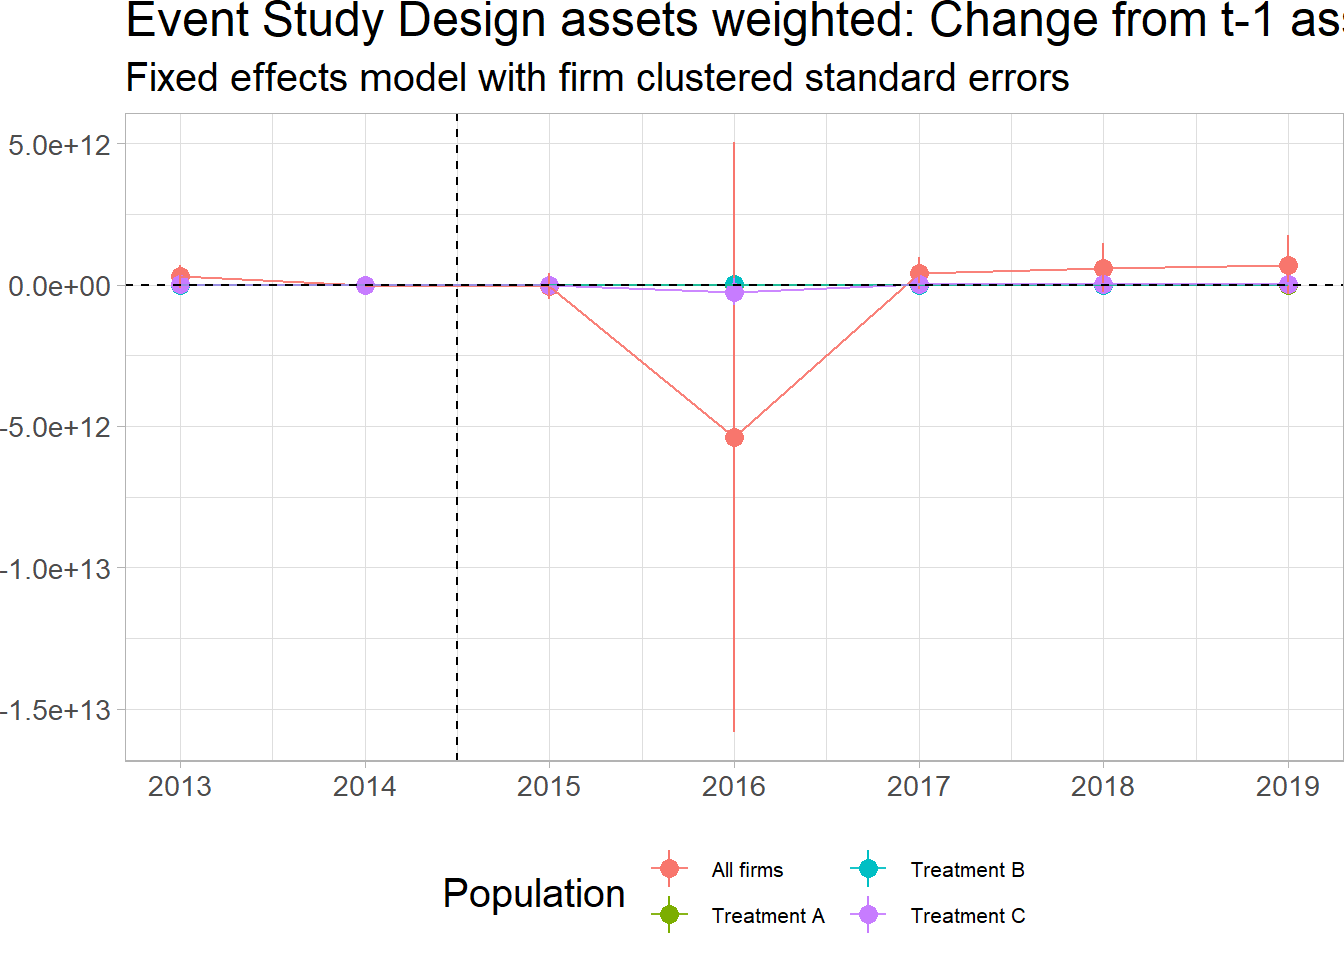 Event Study Design assets weighted: Change from t-1 ass
Fixed effects model with firm clustered standard errors
5.0e+12
0.0e+00
-5.0e+12
-1.0e+13
-1.5e+13
2013 2014 2015 2016 2017 2018 2019
Population
All firms Treatment B
Treatment A Treatment C